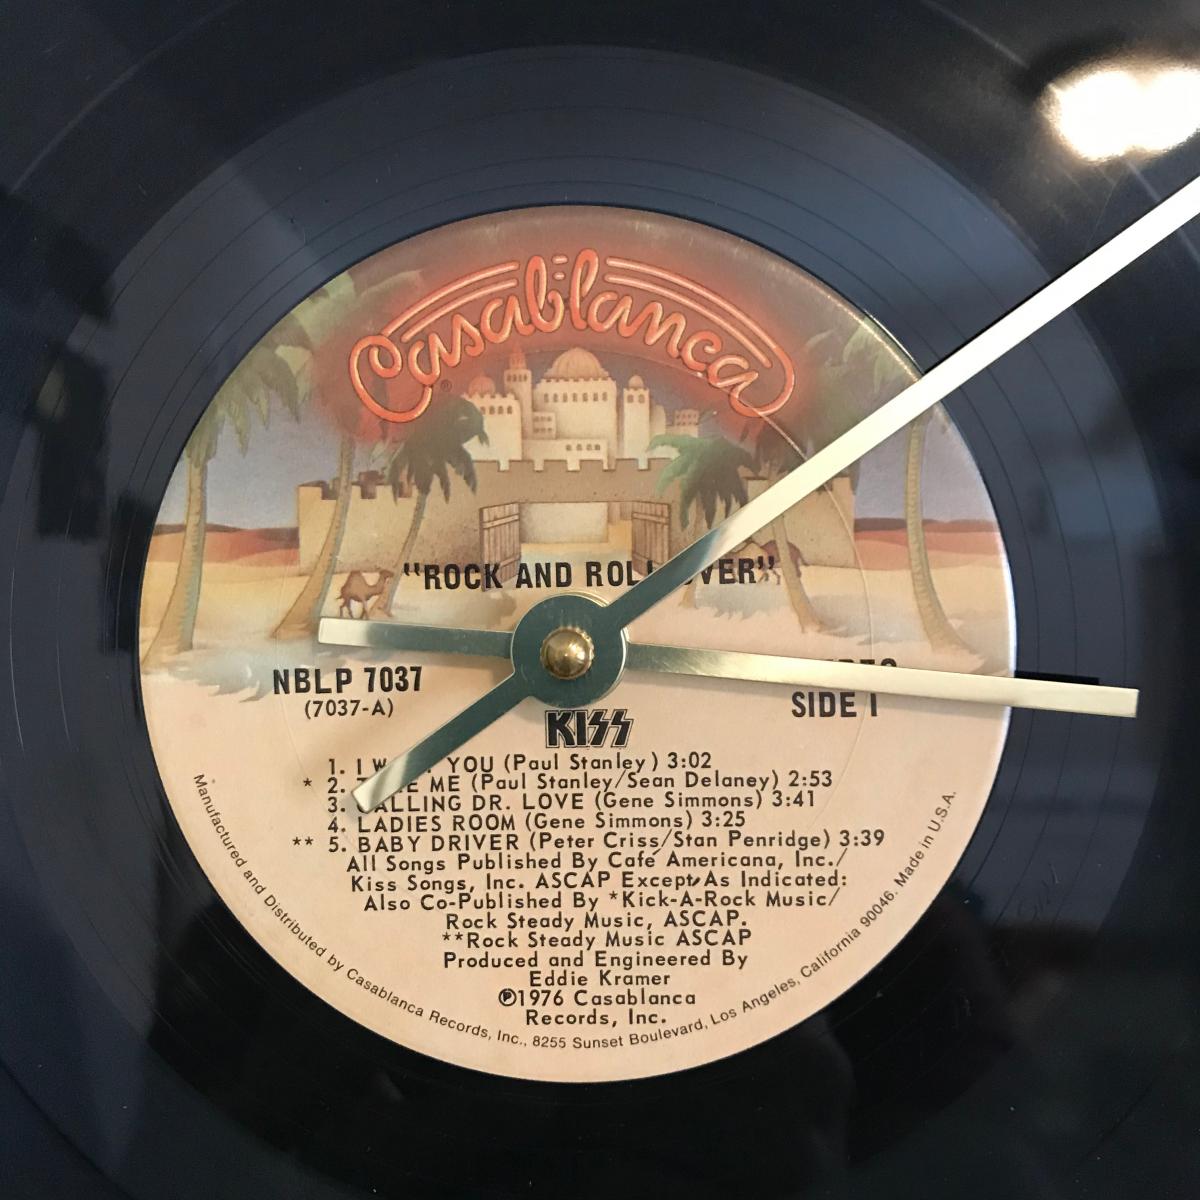 Casablanca
®
"ROCK AND ROLL OVER"
NBLP 7037
(7037-A)
SIDE 1
KISS
1. I YOU (Paul Stanley) 3:02
* 2. ME (Paul Stanley/Sean Delaney) 2:53
3. CALLING DR. LOVE (Gene Simmons) 3:41
4. LADIES ROOM (Gene Simmons) 3:25
** 5. BABY DRIVER (Peter Criss/Stan Penridge) 3:39
All Songs Published By Café Americana, Inc./
Kiss Songs, Inc. ASCAP Except As Indicated:
Also Co-Published By *Kick-A-Rock Music/
Rock Steady Music, ASCAP.
**Rock Steady Music ASCAP
Produced and Engineered By
Eddie Kramer
℗1976 Casablanca
Records, Inc.
Manufactured and Distributed by Casablanca Records, Inc., 8255 Sunset Boulevard, Los Angeles, California 90046. Made in U.S.A.